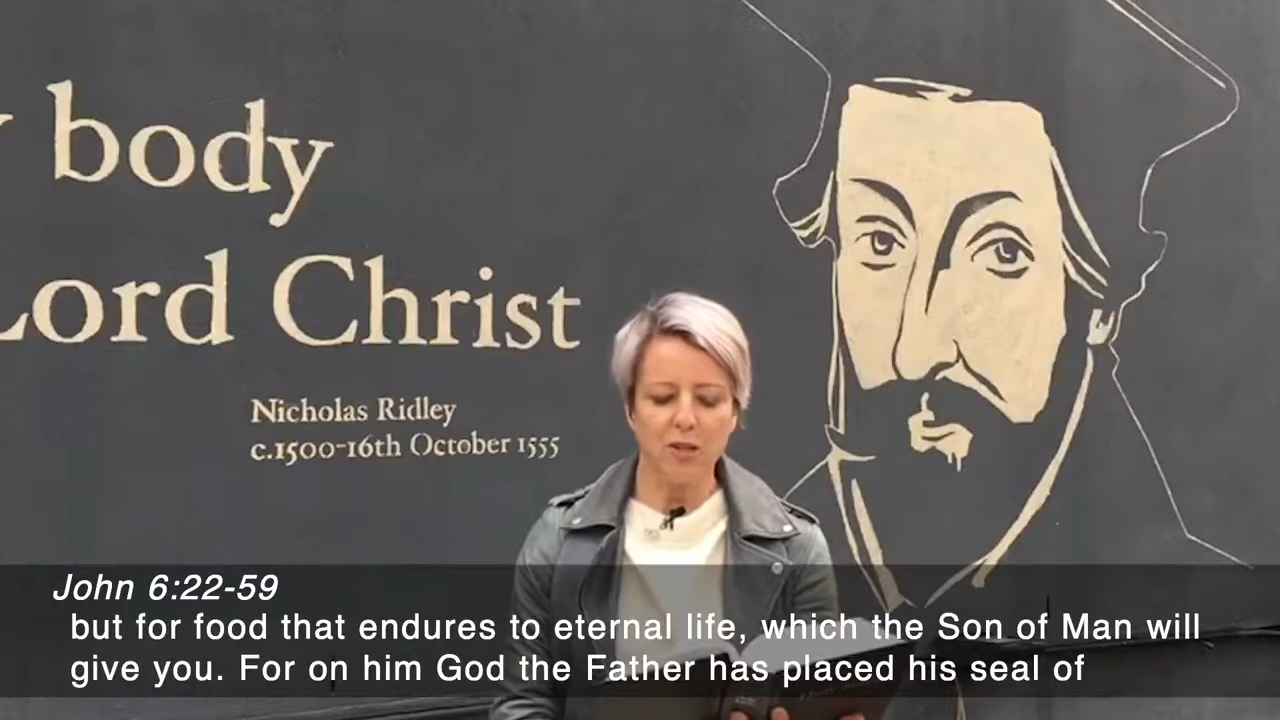 body
Lord Christ
Nicholas Ridley
c.1500-16th October 1555
John 6:22-59
but for food that endures to eternal life, which the Son of Man will
give you. For on him God the Father has placed his seal of